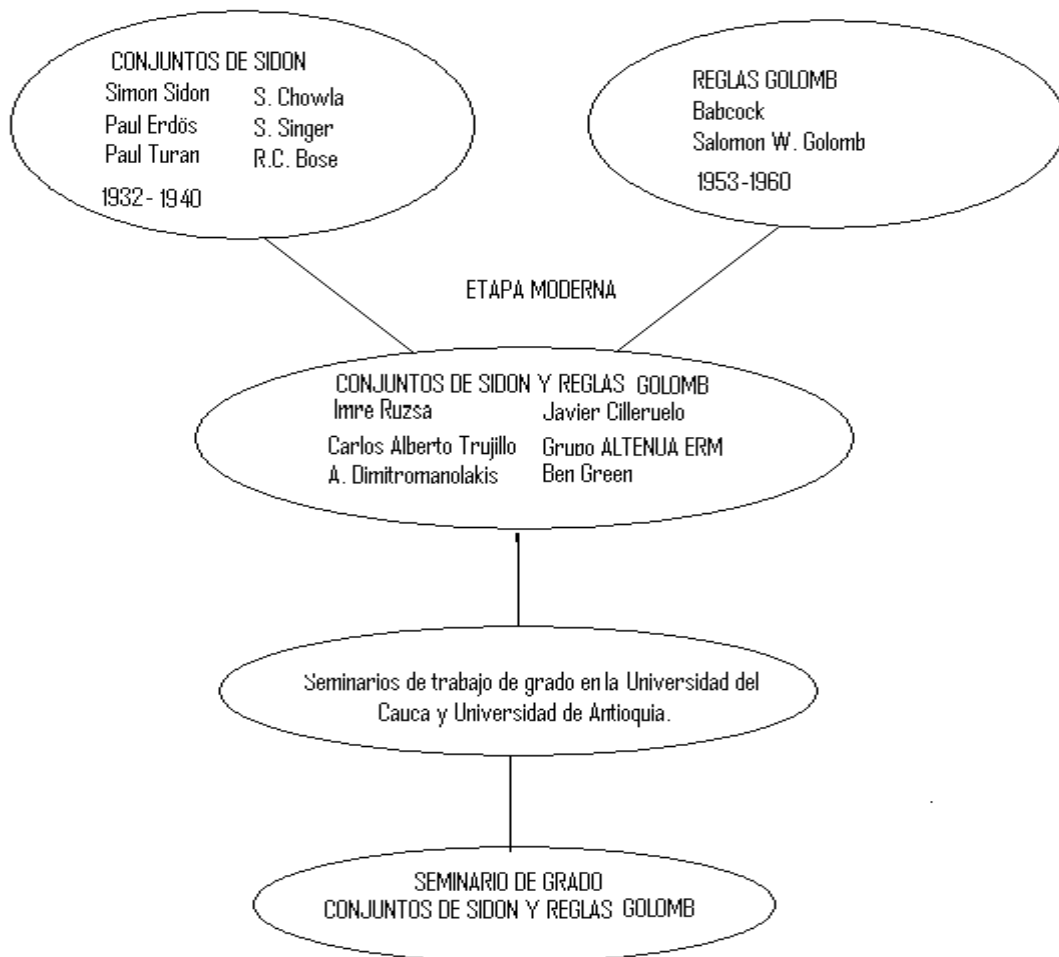 CONJUNTOS DE SIDON
Simon Sidon S. Chowla
Paul Erdös S. Singer
Paul Turan R.C. Bose
1932- 1940
REGLAS GOLOMB
Babcock
Salomon W. Golomb
1953-1960
ETAPA MODERNA
CONJUNTOS DE SIDON Y REGLAS GOLOMB
Imre Ruzsa Javier Cilleruelo
Carlos Alberto Trujillo Grupo ALTENUA ERM
A. Dimitromanolakis Ben Green
Seminarios de trabajo de grado en la Universidad del
Cauca y Universidad de Antioquia.
SEMINARIO DE GRADO
CONJUNTOS DE SIDON Y REGLAS GOLOMB